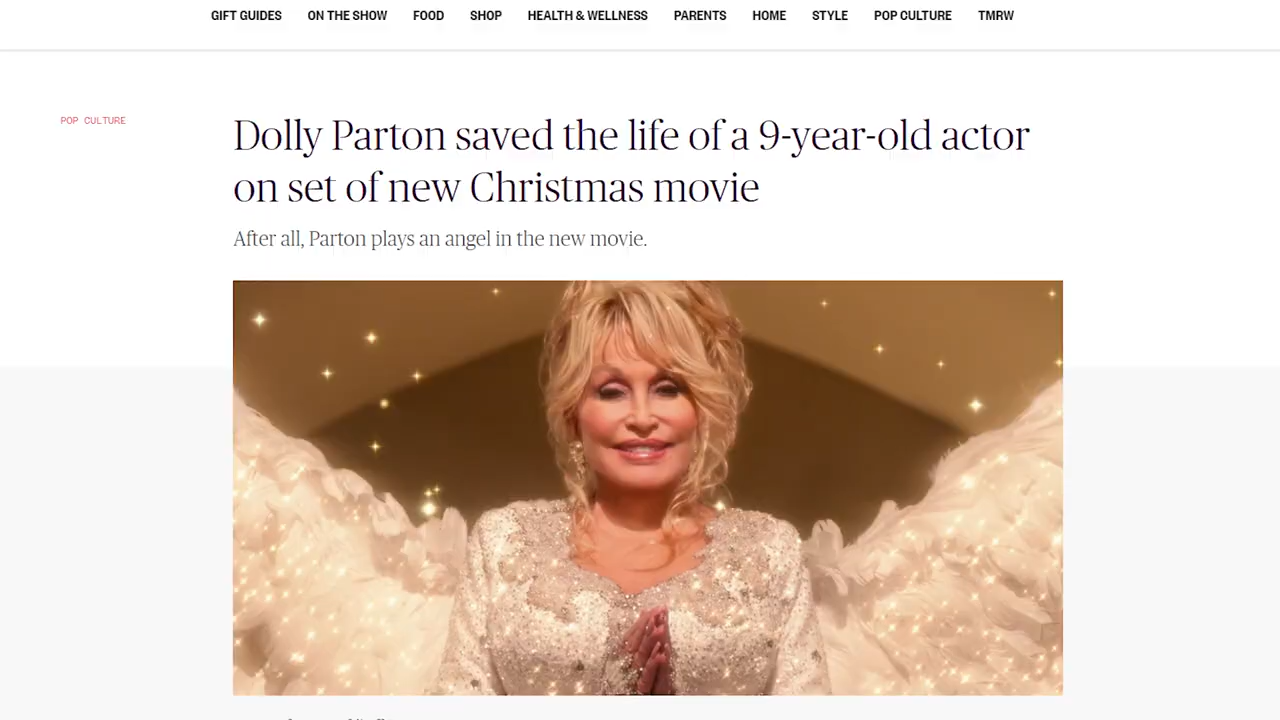 GIFT GUIDES ON THE SHOW FOOD SHOP HEALTH & WELLNESS PARENTS HOME STYLE POP CULTURE TMRW
POP CULTURE
Dolly Parton saved the life of a 9-year-old actor
on set of new Christmas movie
After all, Parton plays an angel in the new movie.